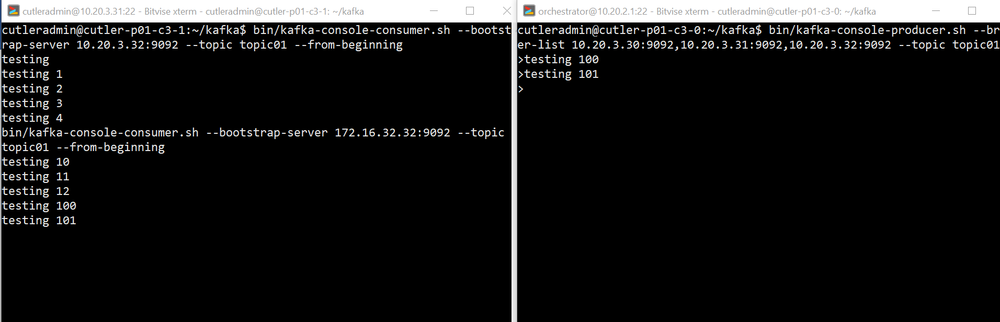 cutleradmin@10.20.3.31:22 - Bitvise xterm - cutleradmin@cutler-p01-c3-1: ~/kafka
cutleradmin@cutler-p01-c3-1:~/kafka$ bin/kafka-console-consumer.sh --bootst
rap-server 10.20.3.32:9092 --topic topic01 --from-beginning
testing
testing 1
testing 2
testing 3
testing 4
bin/kafka-console-consumer.sh --bootstrap-server 172.16.32.32:9092 --topic
topic01 --from-beginning
testing 10
testing 11
testing 12
testing 100
testing 101
orchestrator@10.20.2.1:22 - Bitvise xterm - cutleradmin@cutler-p01-c3-0: ~/kafka
cutleradmin@cutler-p01-c3-0:~/kafka$ bin/kafka-console-producer.sh --br
er-list 10.20.3.30:9092,10.20.3.31:9092,10.20.3.32:9092 --topic topic01
>testing 100
>testing 101
>